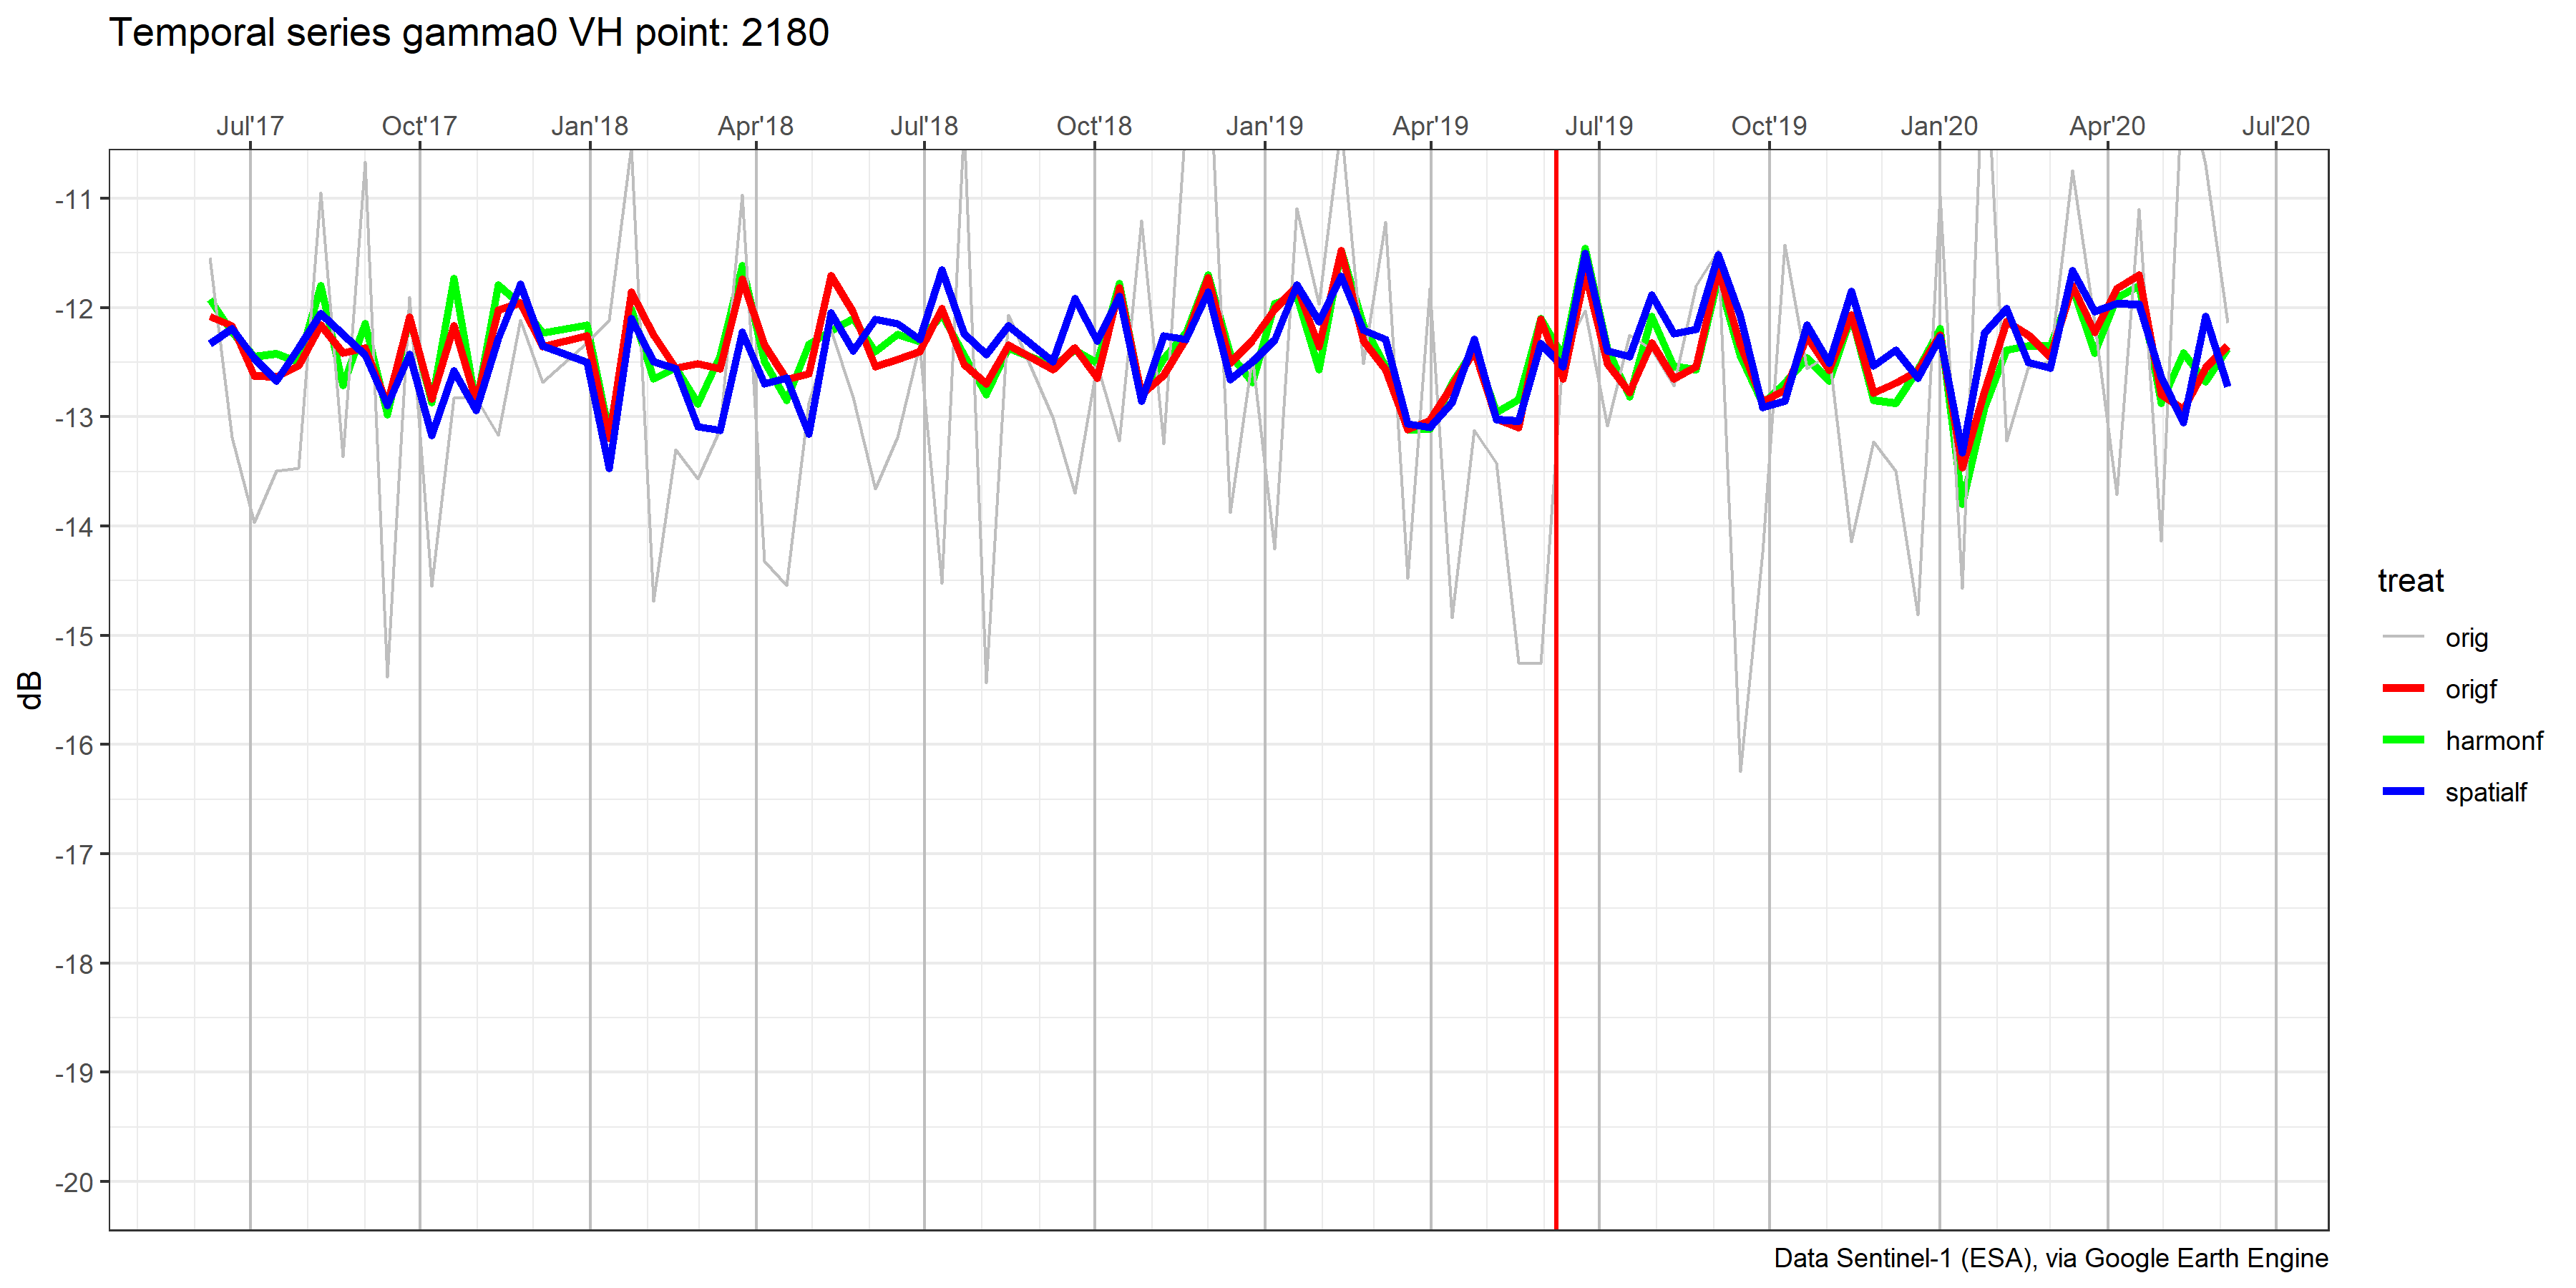 Temporal series gamma0 VH point: 2180
Jul'17 Oct'17 Jan'18 Apr'18 Jul'18 Oct'18 Jan'19 Apr'19 Jul'19 Oct'19 Jan'20 Apr'20 Jul'20
-11
-12
-13
-14
-15
-16
-17
-18
-19
-20
dB
treat
orig
origf
harmonf
spatialf
Data Sentinel-1 (ESA), via Google Earth Engine